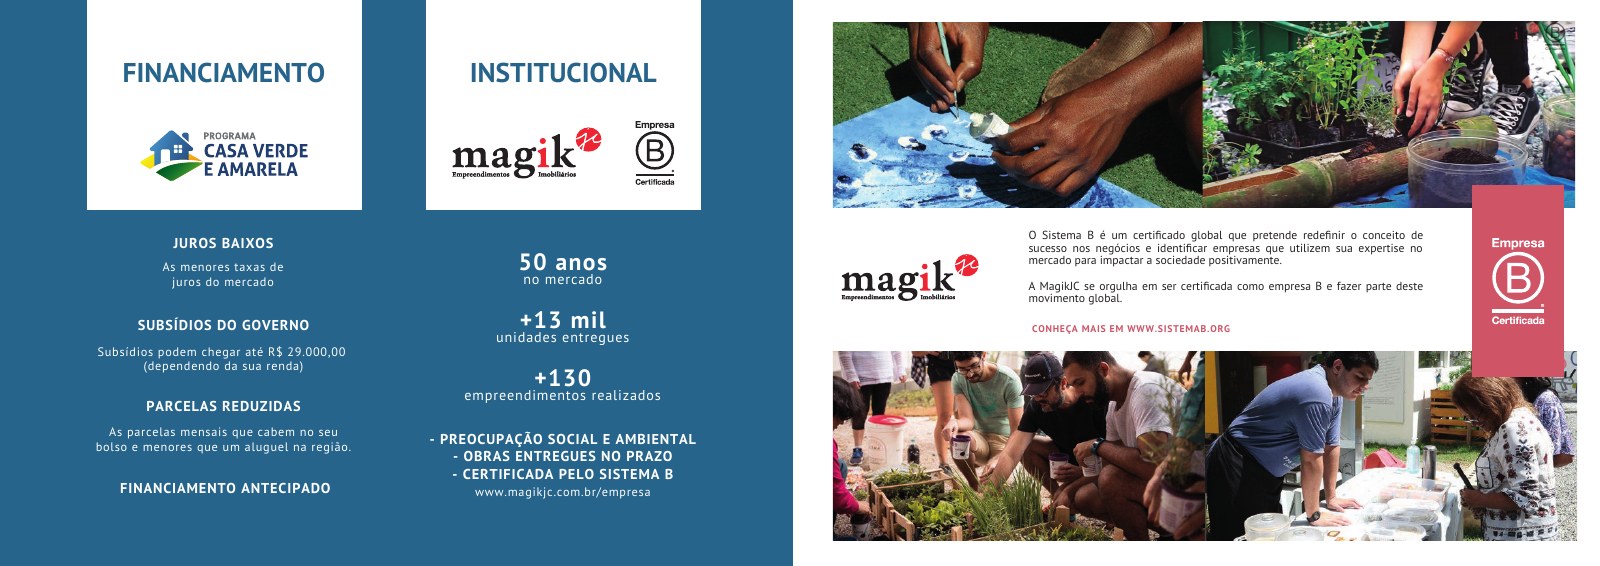 FINANCIAMENTO
PROGRAMA
CASA VERDE
E AMARELA
JUROS BAIXOS
As menores taxas de
juros do mercado
SUBSÍDIOS DO GOVERNO
Subsídios podem chegar até R$ 29.000,00
(dependendo da sua renda)
PARCELAS REDUZIDAS
As parcelas mensais que cabem no seu
bolso e menores que um aluguel na região.
FINANCIAMENTO ANTECIPADO
INSTITUCIONAL
magik jc
Empreendimentos Imobiliários
Empresa
B
Certificada
50 anos
no mercado
+13 mil
unidades entregues
+130
empreendimentos realizados
- PREOCUPAÇÃO SOCIAL E AMBIENTAL
- OBRAS ENTREGUES NO PRAZO
- CERTIFICADA PELO SISTEMA B
www.magikjc.com.br/empresa
magik jc
Empreendimentos Imobiliários
O Sistema B é um certificado global que pretende redefinir o conceito de
sucesso nos negócios e identificar empresas que utilizem sua expertise no
mercado para impactar a sociedade positivamente.
A MagikJC se orgulha em ser certificada como empresa B e fazer parte deste
movimento global.
CONHEÇA MAIS EM WWW.SISTEMAB.ORG
Empresa
B
Certificada